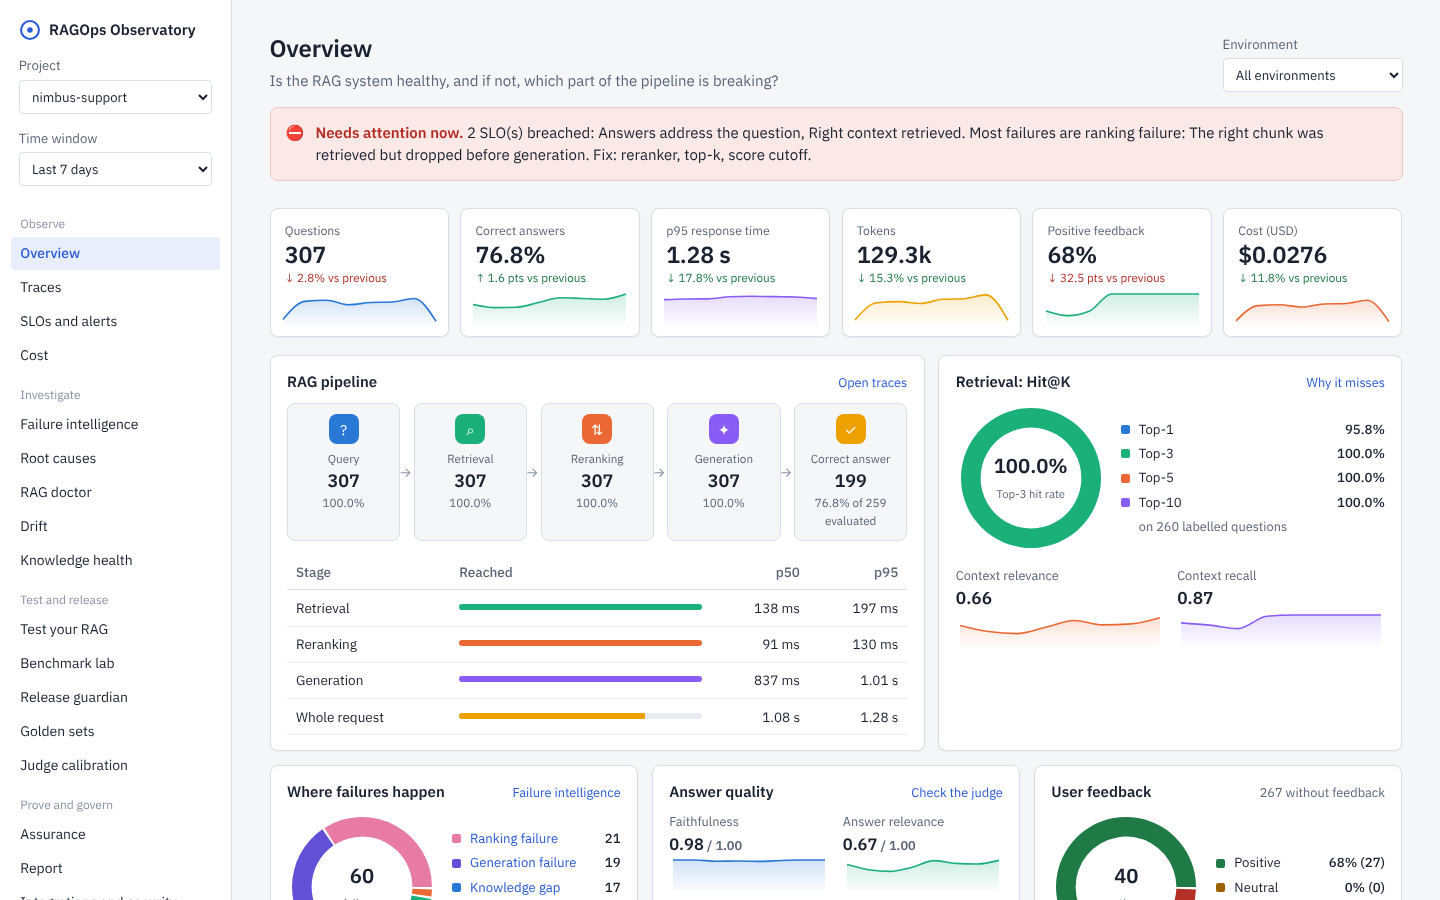 RAGOps Observatory
Project
nimbus-support
Time window
Last 7 days
Observe
Overview
Traces
SLOs and alerts
Cost
Investigate
Failure intelligence
Root causes
RAG doctor
Drift
Knowledge health
Test and release
Test your RAG
Benchmark lab
Release guardian
Golden sets
Judge calibration
Prove and govern
Assurance
Report
Overview
Is the RAG system healthy, and if not, which part of the pipeline is breaking?
Environment
All environments
Needs attention now. 2 SLO(s) breached: Answers address the question, Right context retrieved. Most failures are ranking failure: The right chunk was
retrieved but dropped before generation. Fix: reranker, top-k, score cutoff.
Questions
307
↓ 2.8% vs previous
Correct answers
76.8%
↑ 1.6 pts vs previous
p95 response time
1.28 s
↓ 17.8% vs previous
Tokens
129.3k
↓ 15.3% vs previous
Positive feedback
68%
↓ 32.5 pts vs previous
Cost (USD)
$0.0276
↓ 11.8% vs previous
RAG pipeline
Open traces
?
Query
307
100.0%
→
Retrieval
307
100.0%
→
Reranking
307
100.0%
→
Generation
307
100.0%
→
Correct answer
199
76.8% of 259
evaluated
Stage Reached p50 p95
Retrieval 138 ms 197 ms
Reranking 91 ms 130 ms
Generation 837 ms 1.01 s
Whole request 1.08 s 1.28 s
Retrieval: Hit@K
Why it misses
100.0%
Top-3 hit rate
Top-1 95.8%
Top-3 100.0%
Top-5 100.0%
Top-10 100.0%
on 260 labelled questions
Context relevance
0.66
Context recall
0.87
Where failures happen
Failure intelligence
60
Ranking failure 21
Generation failure 19
Knowledge gap 17
Answer quality
Check the judge
Faithfulness
0.98 / 1.00
Answer relevance
0.67 / 1.00
User feedback
267 without feedback
40
Positive 68% (27)
Neutral 0% (0)